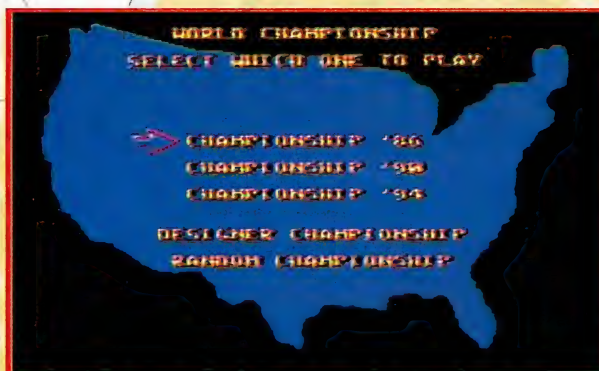 WORLD CHAMPIONSHIP
SELECT WHICH ONE TO PLAY
CHAMPIONSHIP '86
CHAMPIONSHIP '90
CHAMPIONSHIP '94
DESIGNER CHAMPIONSHIP
RANDOM CHAMPIONSHIP